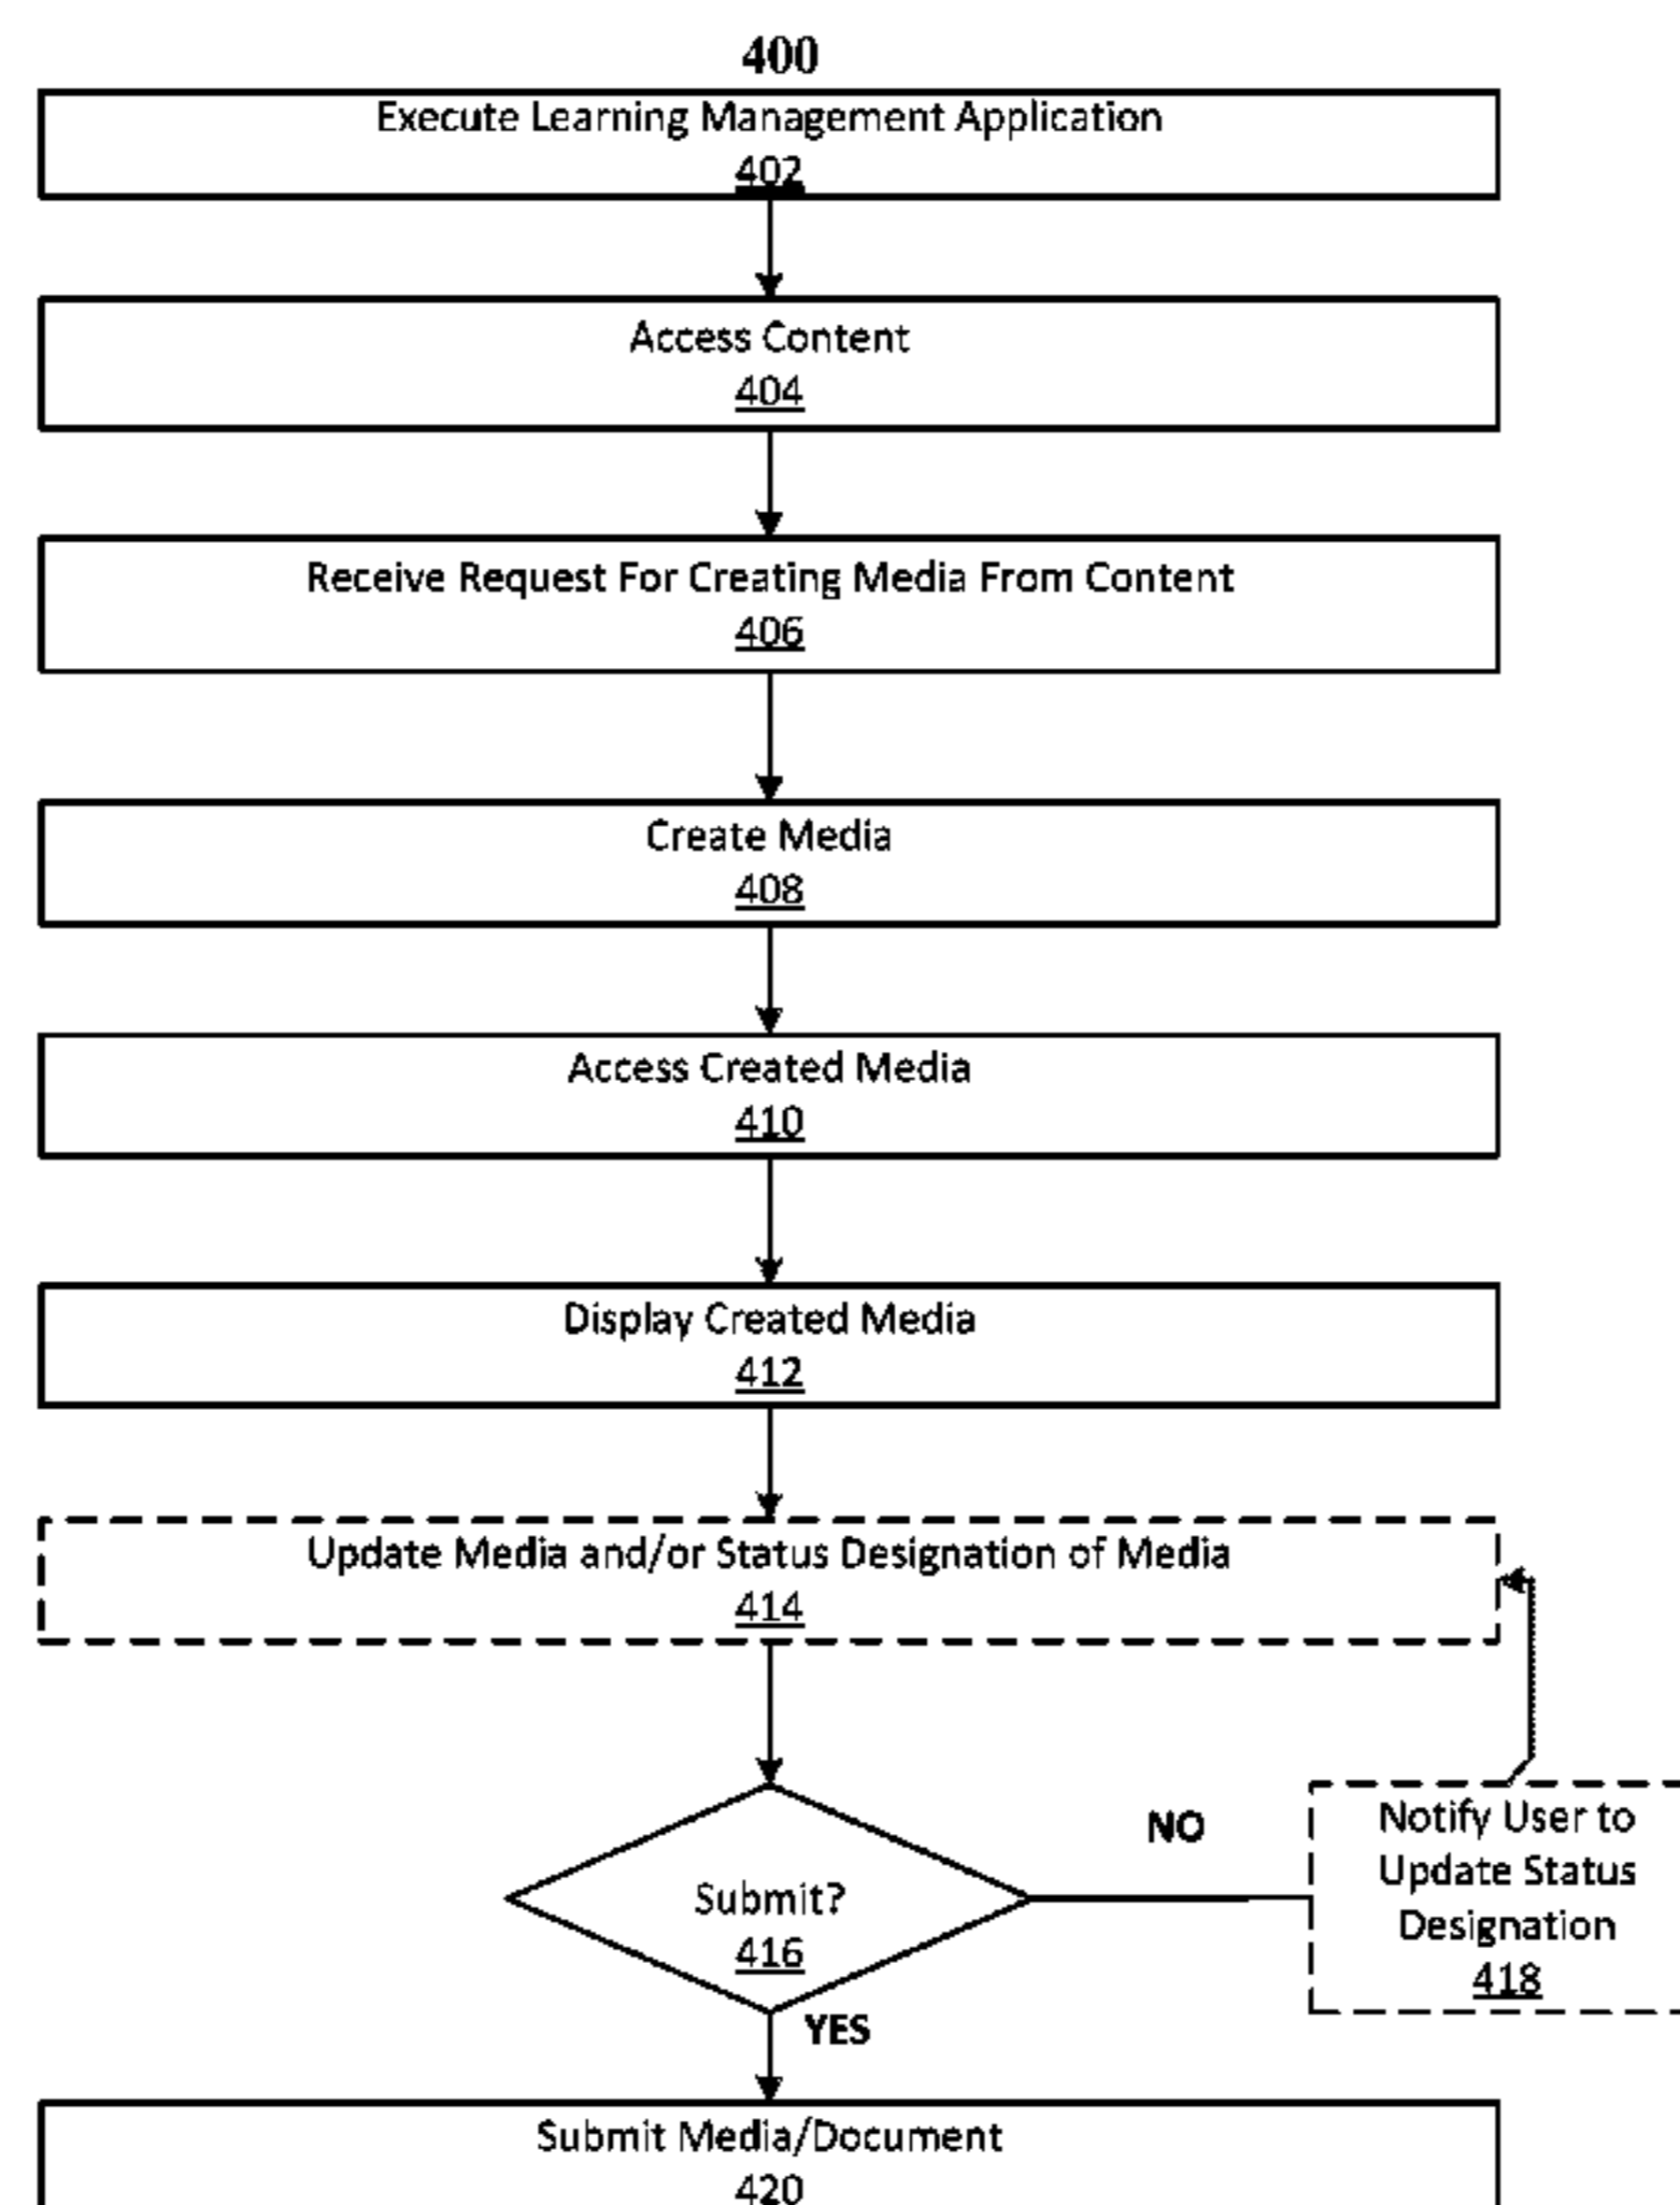 400
Execute Learning Management Application
402
Access Content
404
Receive Request For Creating Media From Content
406
Create Media
408
Access Created Media
410
Display Created Media
412
Update Media and/or Status Designation of Media
414
Submit?
416
NO
Notify User to
Update Status
Designation
418
YES
Submit Media/Document
420